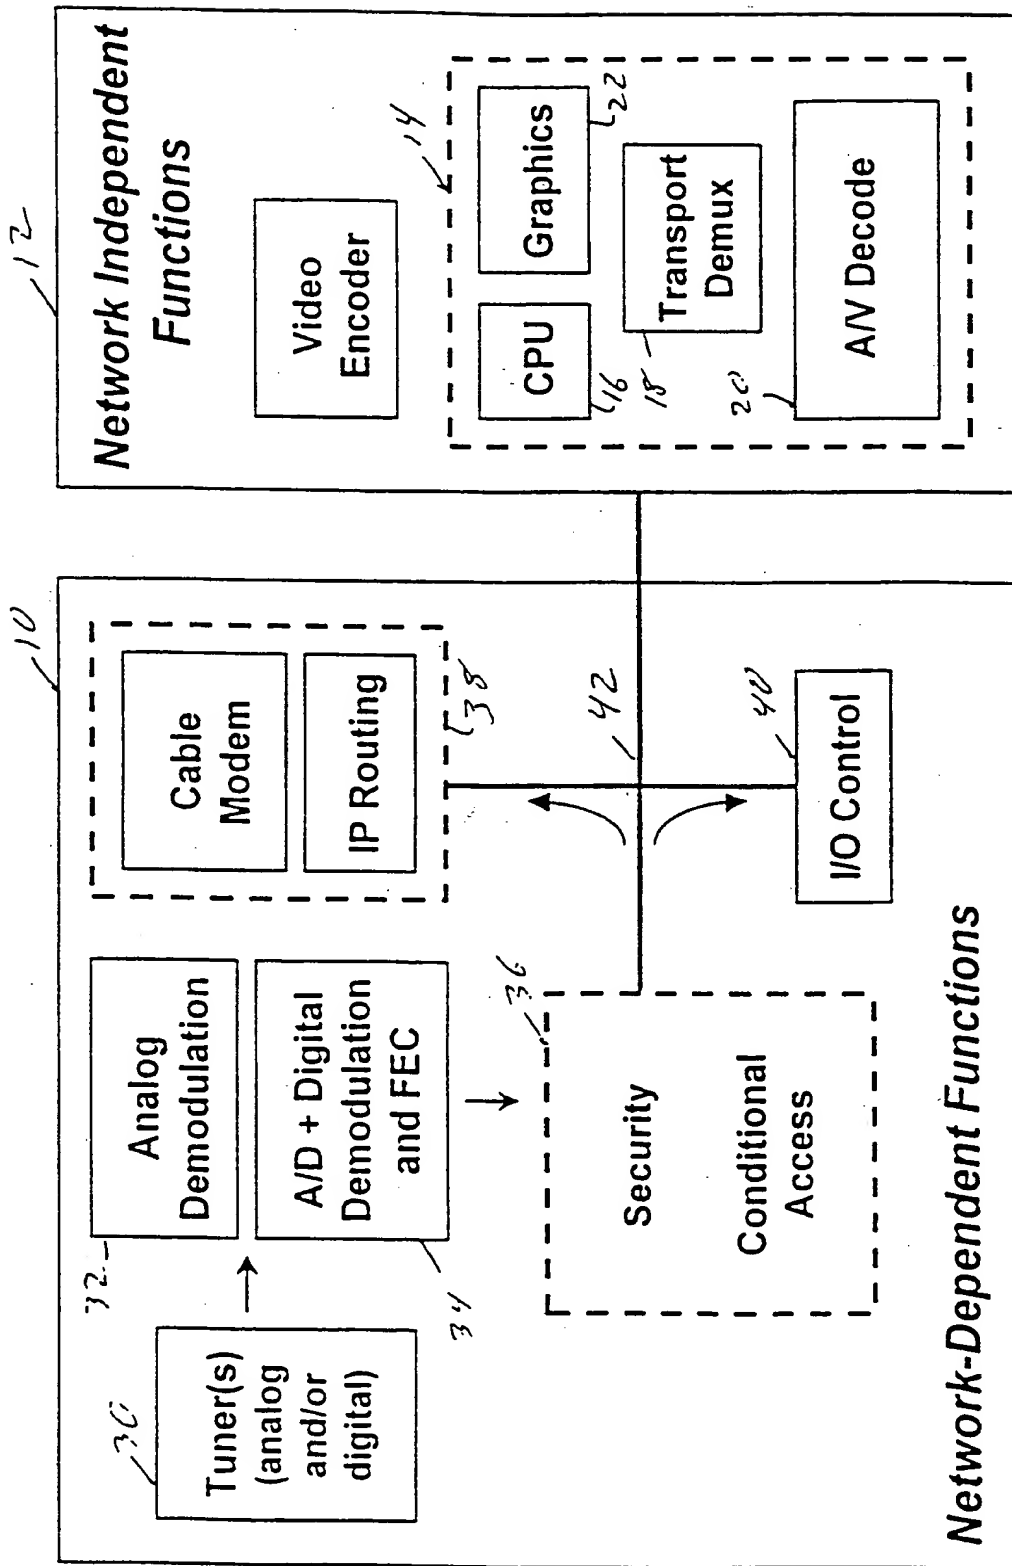 10
30
Tuner(s)
(analog
and/or
digital)
32
Analog
Demodulation
A/D + Digital
Demodulation
and FEC
34
Cable
Modem
IP Routing
38
36
Security
Conditional
Access
42
40
I/O Control
Network-Dependent Functions
12
Network Independent
Functions
Video
Encoder
14
CPU
16
Graphics
22
18
Transport
Demux
20
A/V Decode